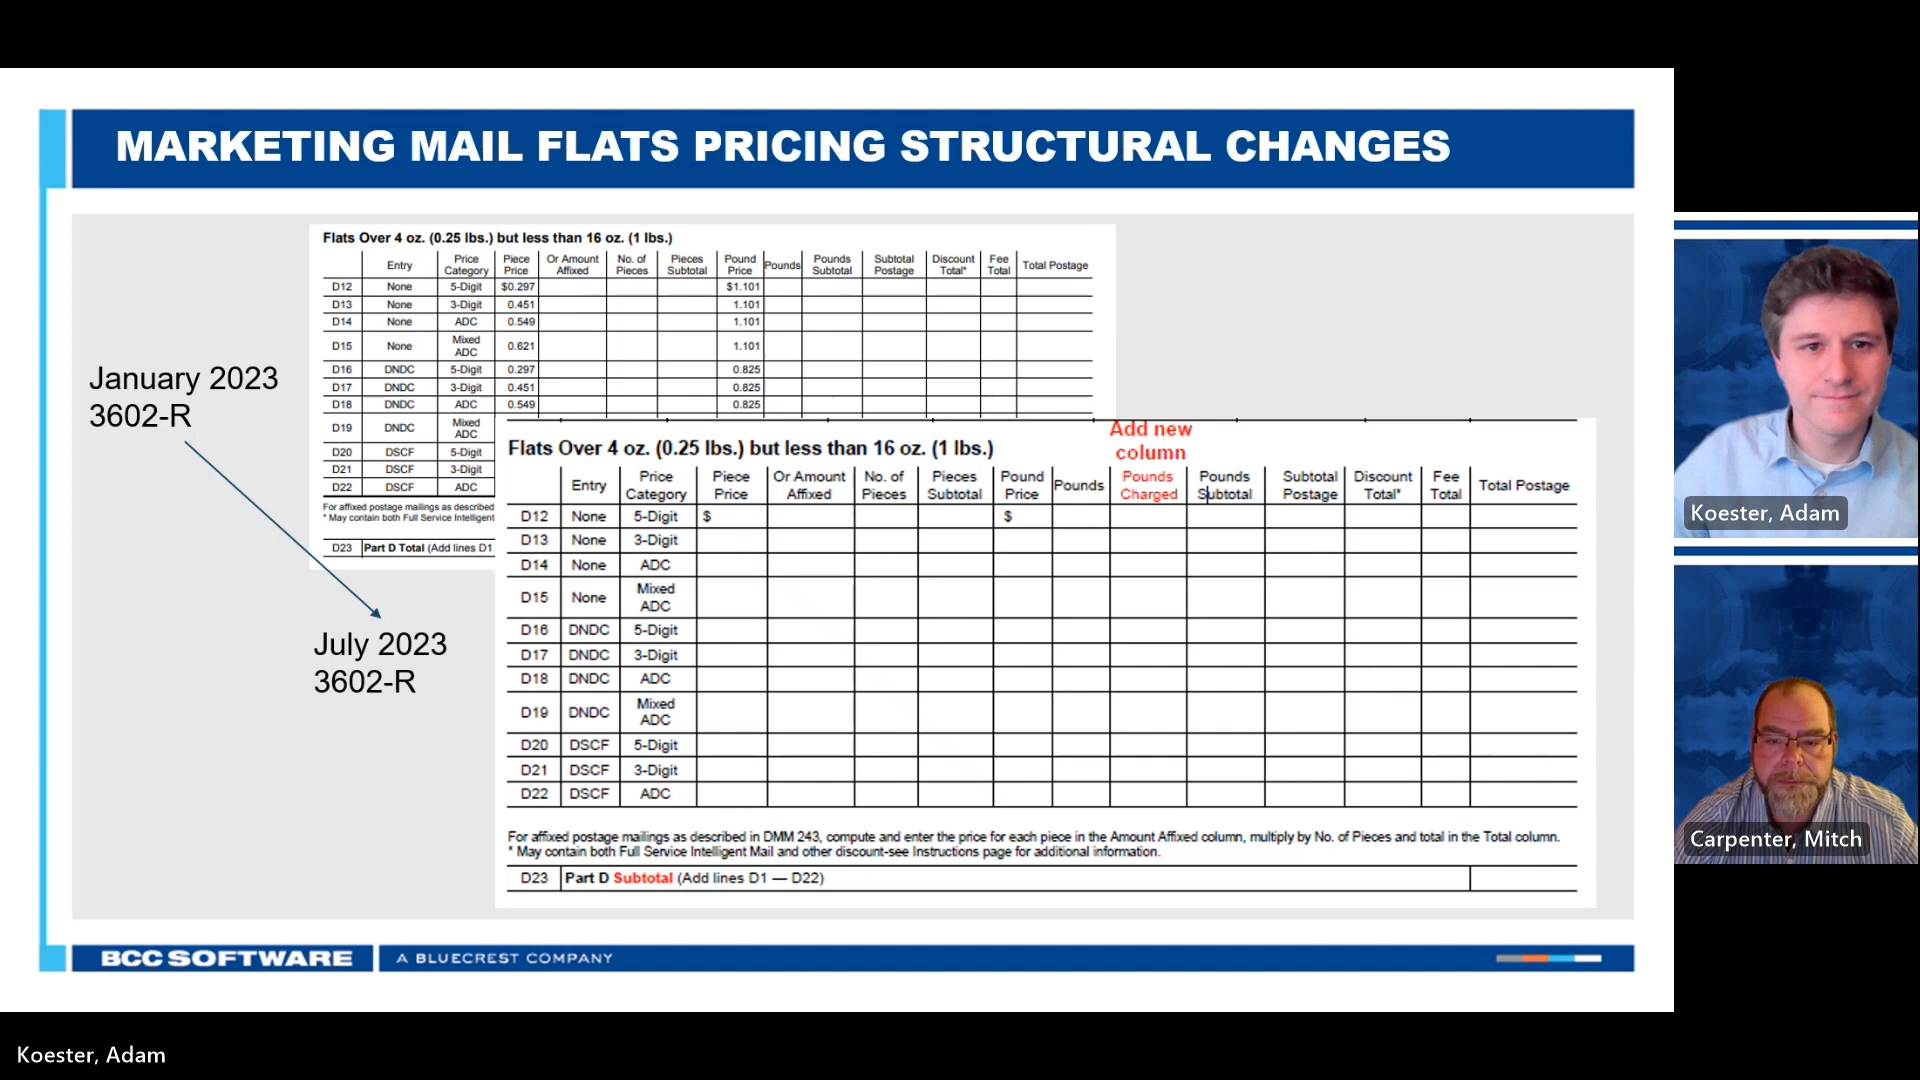 MARKETING MAIL FLATS PRICING STRUCTURAL CHANGES
Flats Over 4 oz. (0.25 lbs.) but less than 16 oz. (1 lbs.)
Entry Price Category Piece Price Or Amount Affixed No. of Pieces Pieces Subtotal Pound Price Pounds Pounds Subtotal Subtotal Postage Discount Total* Fee Total Total Postage
D12 None 5-Digit $0.297 $1.101
D13 None 3-Digit 0.451 1.101
D14 None ADC 0.549 1.101
D15 None Mixed ADC 0.621 1.101
D16 DNDC 5-Digit 0.297 0.825
D17 DNDC 3-Digit 0.451 0.825
D18 DNDC ADC 0.549 0.825
D19 DNDC Mixed ADC
D20 DSCF 5-Digit
D21 DSCF 3-Digit
D22 DSCF ADC
For affixed postage mailings as described
* May contain both Full Service Intelligent
D23 Part D Total (Add lines D1
January 2023
3602-R
July 2023
3602-R
Add new
column
Flats Over 4 oz. (0.25 lbs.) but less than 16 oz. (1 lbs.)
Entry Price Category Piece Price Or Amount Affixed No. of Pieces Pieces Subtotal Pound Price Pounds Pounds Charged Pounds Subtotal Subtotal Postage Discount Total* Fee Total Total Postage
D12 None 5-Digit $ $
D13 None 3-Digit
D14 None ADC
D15 None Mixed ADC
D16 DNDC 5-Digit
D17 DNDC 3-Digit
D18 DNDC ADC
D19 DNDC Mixed ADC
D20 DSCF 5-Digit
D21 DSCF 3-Digit
D22 DSCF ADC
For affixed postage mailings as described in DMM 243, compute and enter the price for each piece in the Amount Affixed column, multiply by No. of Pieces and total in the Total column.
* May contain both Full Service Intelligent Mail and other discount-see Instructions page for additional information.
D23 Part D Subtotal (Add lines D1 — D22)
BCC SOFTWARE A BLUECREST COMPANY
Koester, Adam
Carpenter, Mitch
Koester, Adam